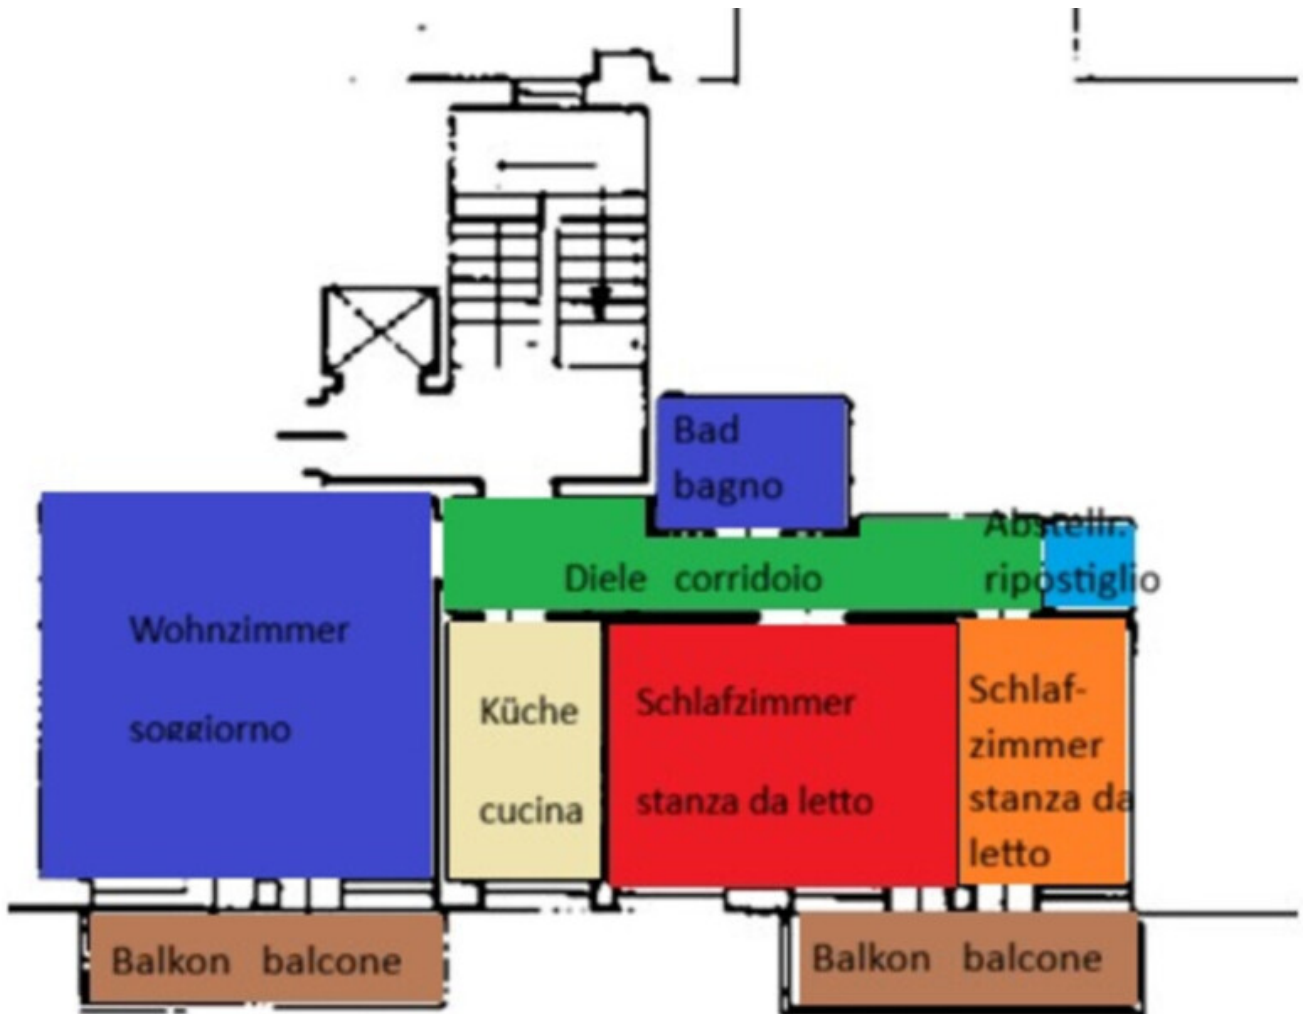 Bad
bagno
Abstellr.
ripostiglio
Diele corridoio
Wohnzimmer
soggiorno
Küche
cucina
Schlafzimmer
stanza da letto
Schlaf-
zimmer
stanza da
letto
Balkon balcone
Balkon balcone